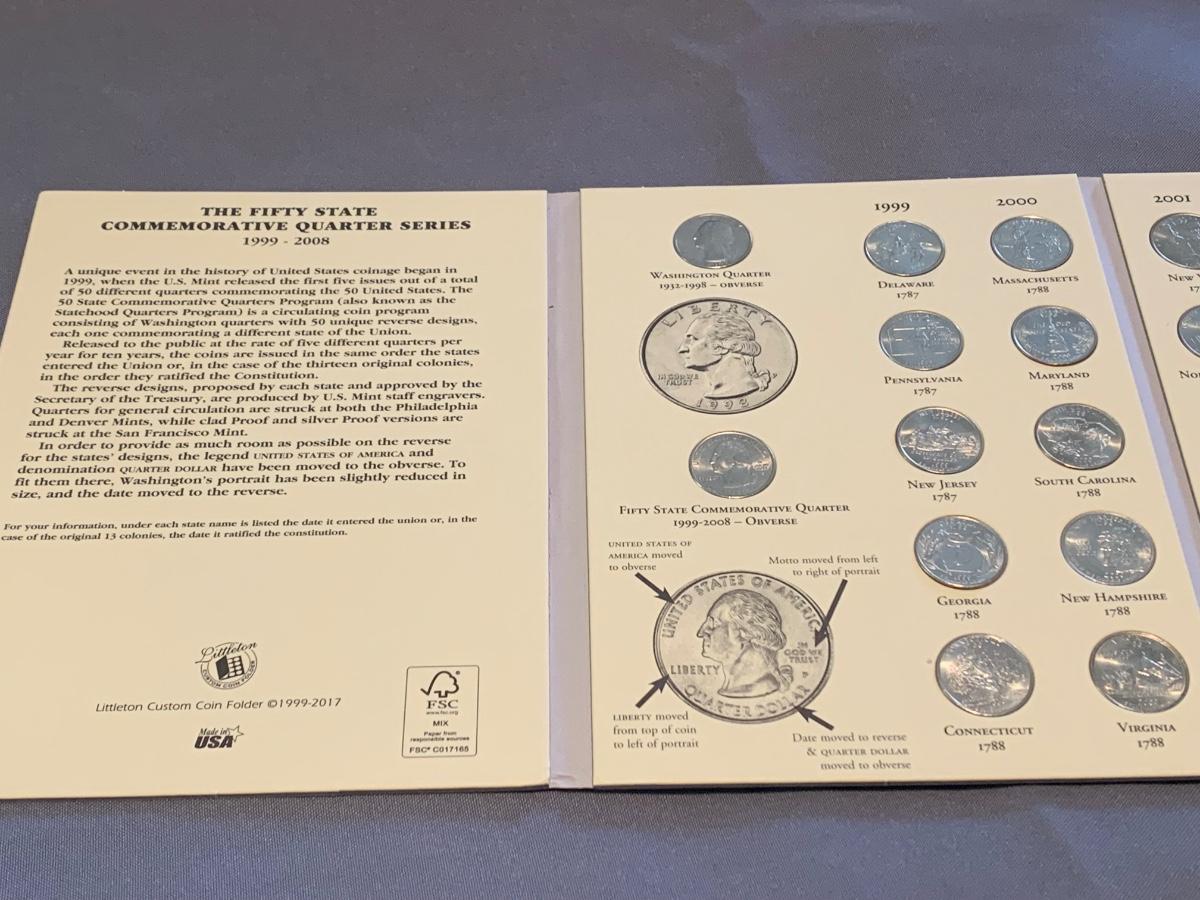 THE FIFTY STATE
COMMEMORATIVE QUARTER SERIES
1999 - 2008
A unique event in the history of United States coinage began in
1999, when the U.S. Mint released the first five issues out of a total
of 50 different quarters commemorating the 50 United States. The
50 State Commemorative Quarters Program (also known as the
Statehood Quarters Program) is a circulating coin program
consisting of Washington quarters with 50 unique reverse designs,
each one commemorating a different state of the Union.
Released to the public at the rate of five different quarters per
year for ten years, the coins are issued in the same order the states
entered the Union or, in the case of the thirteen original colonies,
in the order they ratified the Constitution.
The reverse designs, proposed by each state and approved by the
Secretary of the Treasury, are produced by U.S. Mint staff engravers.
Quarters for general circulation are struck at both the Philadelphia
and Denver Mints, while clad Proof and silver Proof versions are
struck at the San Francisco Mint.
In order to provide as much room as possible on the reverse
for the states' designs, the legend UNITED STATES OF AMERICA and
denomination QUARTER DOLLAR have been moved to the obverse. To
fit them there, Washington's portrait has been slightly reduced in
size, and the date moved to the reverse.
For your information, under each state name is listed the date it entered the union or, in the
case of the original 13 colonies, the date it ratified the constitution.
Littleton
CUSTOM COIN FOLDER
Littleton Custom Coin Folder ©1999-2017
Made in
USA
FSC
www.fsc.org
MIX
Paper from
responsible sources
FSC® C017165
WASHINGTON QUARTER
1932-1998 – OBVERSE
LIBERTY
IN GOD WE
TRUST
P
1992
FIFTY STATE COMMEMORATIVE QUARTER
1999-2008 – OBVERSE
UNITED STATES OF
AMERICA moved
to obverse
Motto moved from left
to right of portrait
UNITED STATES OF AMERICA
LIBERTY
IN
GOD WE
TRUST
P
QUARTER DOLLAR
LIBERTY moved
from top of coin
to left of portrait
Date moved to reverse
& QUARTER DOLLAR
moved to obverse
1999
DELAWARE
1787
PENNSYLVANIA
1787
NEW JERSEY
1787
GEORGIA
1788
CONNECTICUT
1788
2000
MASSACHUSETTS
1788
MARYLAND
1788
SOUTH CAROLINA
1788
NEW HAMPSHIRE
1788
VIRGINIA
1788
2001
NEW